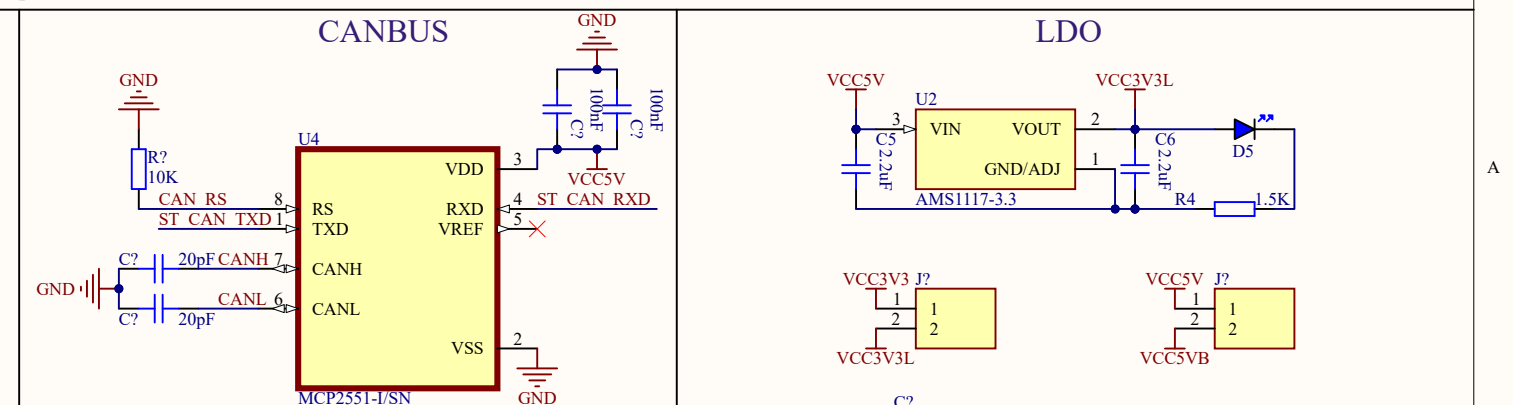 CANBUS
GND
GND
100nF
C?
100nF
C?
R?
10K
U4
VDD
3
VCC5V
CAN_RS
8
RS
RXD
4
ST_CAN_RXD
ST_CAN_TXD
1
TXD
VREF
5
C?
20pF
CANH
7
CANH
GND
CANL
6
CANL
C?
20pF
VSS
2
GND
MCP2551-I/SN
LDO
VCC5V
VCC3V3L
U2
3
VIN
VOUT
2
C5
2.2uF
GND/ADJ
1
C6
2.2uF
D5
AMS1117-3.3
R4
1.5K
VCC3V3
J?
1
1
2
2
VCC3V3L
VCC5V
J?
1
1
2
2
VCC5VB
C?
A